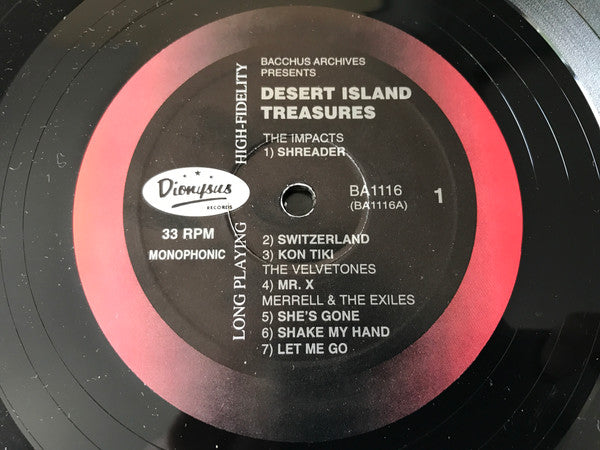 BACCHUS ARCHIVES
PRESENTS
DESERT ISLAND
TREASURES
THE IMPACTS
1) SHREADER
Dionysus
RECORDS
33 RPM
MONOPHONIC
LONG PLAYING HIGH-FIDELITY
BA1116
(BA1116A)
1
2) SWITZERLAND
3) KON TIKI
THE VELVETONES
4) MR. X
MERRELL & THE EXILES
5) SHE'S GONE
6) SHAKE MY HAND
7) LET ME GO